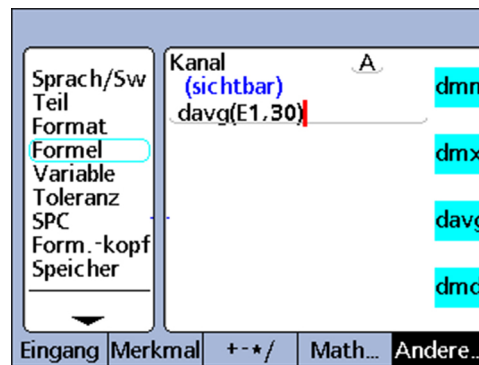 Sprach/Sw
Teil
Format
Formel
Variable
Toleranz
SPC
Form.-kopf
Speicher
Kanal A
(sichtbar)
davg(E1,30)
davg
Eingang Merkmal +-*/ Math... Andere...